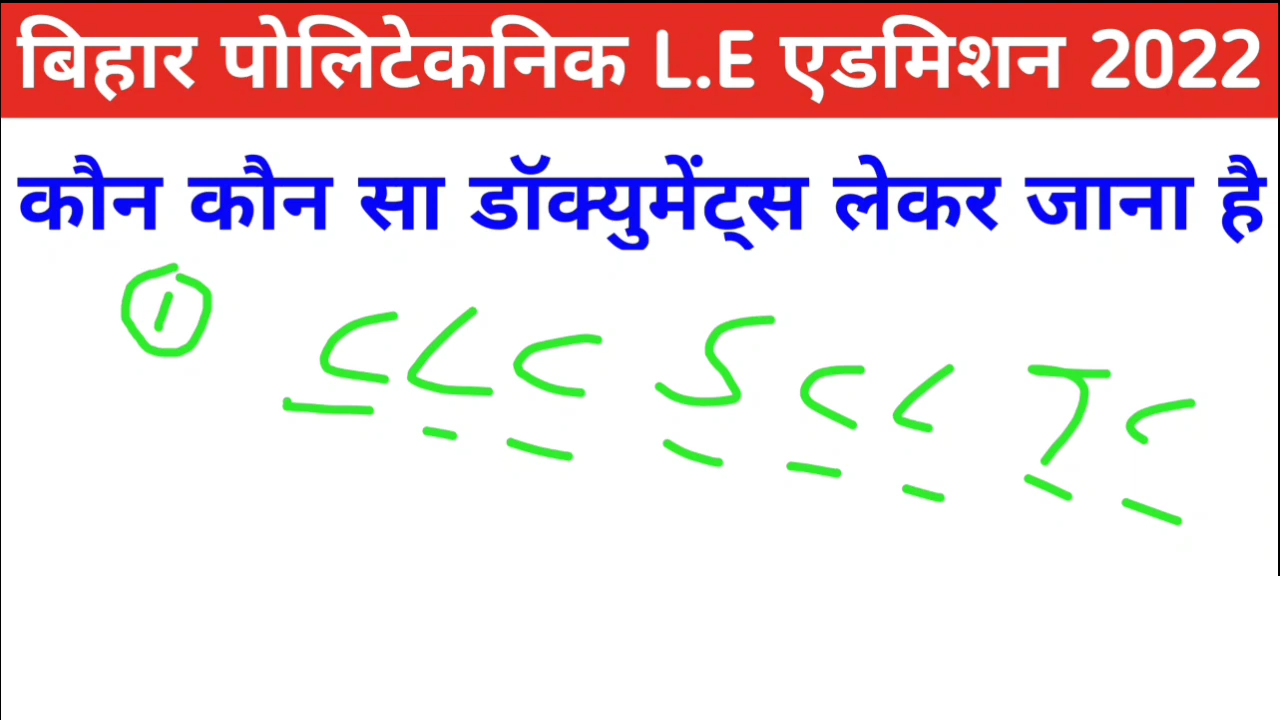 बिहार पोलिटेकनिक L.E एडमिशन 2022
कौन कौन सा डॉक्युमेंट्स लेकर जाना है
1